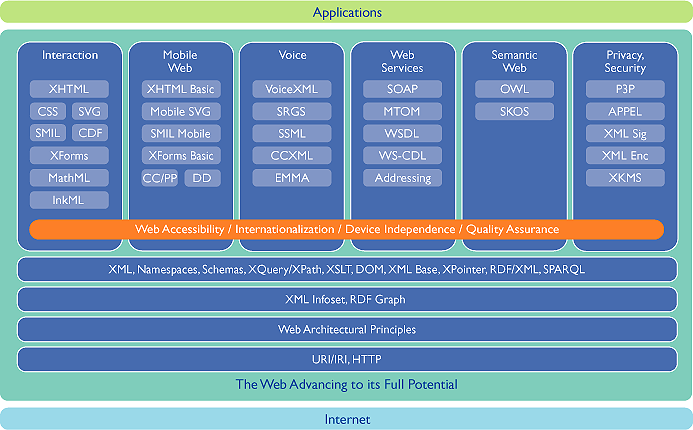 Applications
Interaction
XHTML
CSS SVG
SMIL CDF
XForms
MathML
InkML
Mobile
Web
XHTML Basic
Mobile SVG
SMIL Mobile
XForms Basic
CC/PP DD
Voice
VoiceXML
SRGS
SSML
CCXML
EMMA
Web
Services
SOAP
MTOM
WSDL
WS-CDL
Addressing
Semantic
Web
OWL
SKOS
Privacy,
Security
P3P
APPEL
XML Sig
XML Enc
XKMS
Web Accessibility / Internationalization / Device Independence / Quality Assurance
XML, Namespaces, Schemas, XQuery/XPath, XSLT, DOM, XML Base, XPointer, RDF/XML, SPARQL
XML Infoset, RDF Graph
Web Architectural Principles
URI/IRI, HTTP
The Web Advancing to its Full Potential
Internet